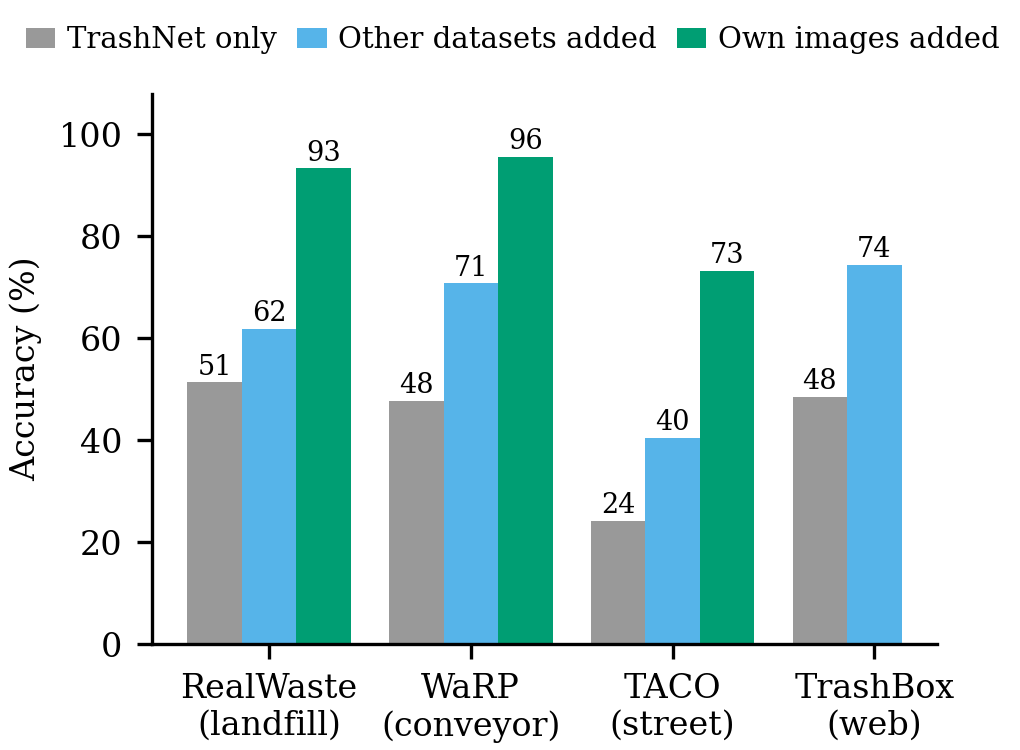 TrashNet only Other datasets added Own images added
Accuracy (%)
100
80
60
40
20
0
51 62 93
48 71 96
24 40 73
48 74
RealWaste WaRP TACO TrashBox
(landfill) (conveyor) (street) (web)